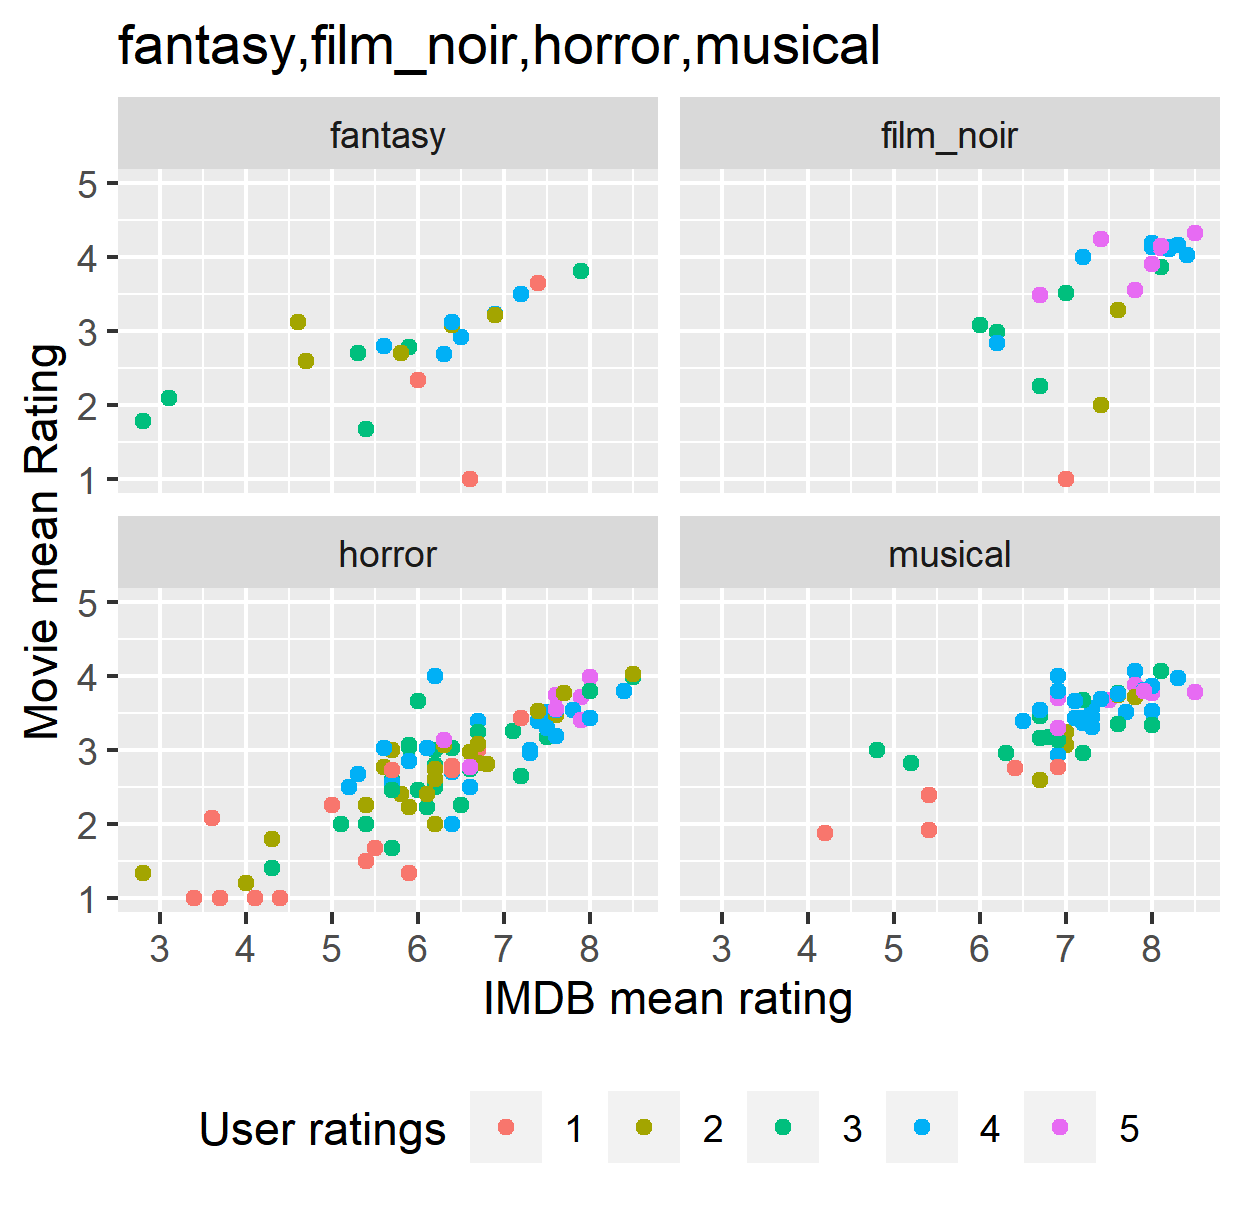 fantasy,film_noir,horror,musical
fantasy
film_noir
5
4
3
2
1
horror
musical
5
4
3
2
1
Movie mean Rating
3 4 5 6 7 8
3 4 5 6 7 8
IMDB mean rating
User ratings 1 2 3 4 5